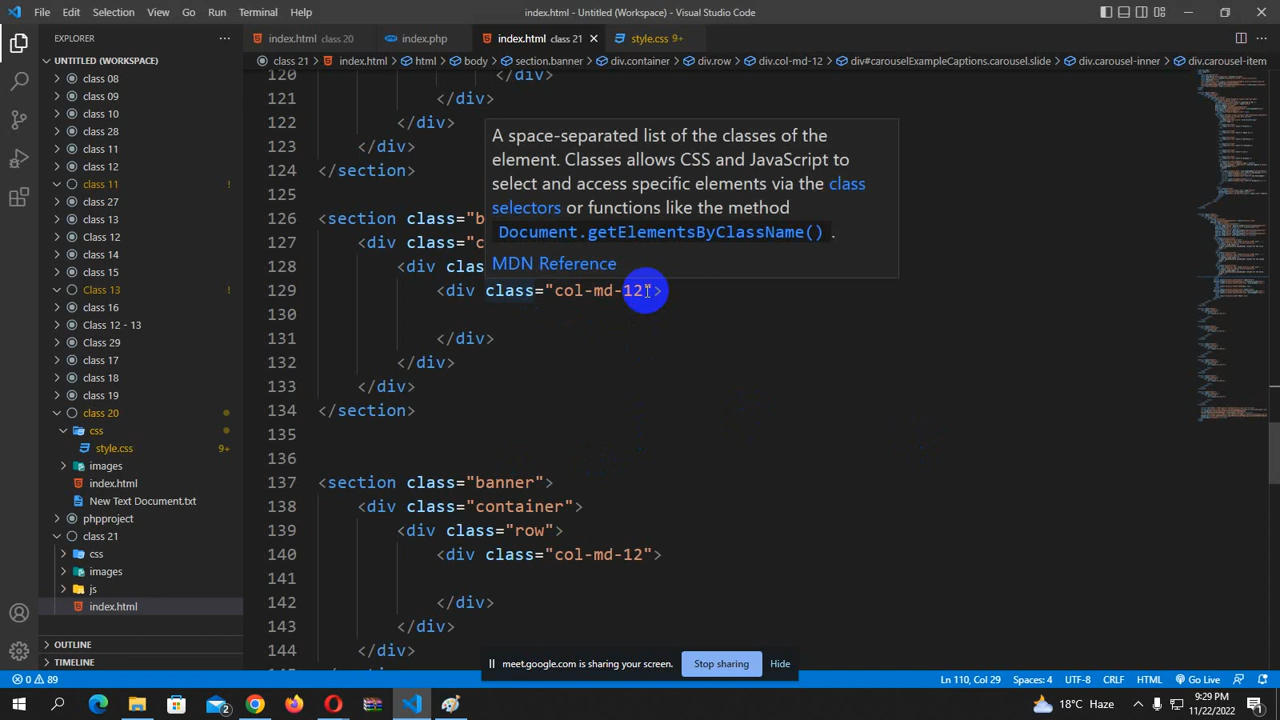 File Edit Selection View Go Run Terminal Help
index.html - Untitled (Workspace) - Visual Studio Code
EXPLORER ...
index.html class 20 index.php index.html class 21 style.css 9+
UNTITLED (WORKSPACE)
class 21 > index.html > html > body > section.banner > div.container > div.row > div.col-md-12 > div#carouselExampleCaptions.carousel.slide > div.carousel-inner > div.carousel-item
class 08
class 09
class 10
class 28
class 11
class 12
class 11 !
class 27
class 13
Class 12
class 14
class 15
Class 13 !
class 16
Class 12 - 13
Class 29
class 17
class 18
class 19
class 20
css
style.css 9+
images
index.html
New Text Document.txt
phpproject
class 21
css
images
js
index.html
OUTLINE
TIMELINE
120 </div>
121 </div>
122 </div>
123 </div>
124 </section>
125
126 <section class="b
127 <div class="c
128 <div clas
129 <div class="col-md-12">
130
131 </div>
132 </div>
133 </div>
134 </section>
135
136
137 <section class="banner">
138 <div class="container">
139 <div class="row">
140 <div class="col-md-12">
141
142 </div>
143 </div>
144 </div>
A space-separated list of the classes of the
element. Classes allows CSS and JavaScript to
select and access specific elements via the class
selectors or functions like the method
Document.getElementsByClassName() .
MDN Reference
meet.google.com is sharing your screen. Stop sharing Hide
0 89 Ln 110, Col 29 Spaces: 4 UTF-8 CRLF HTML Go Live
2 18°C Haze 9:29 PM
11/22/2022 1